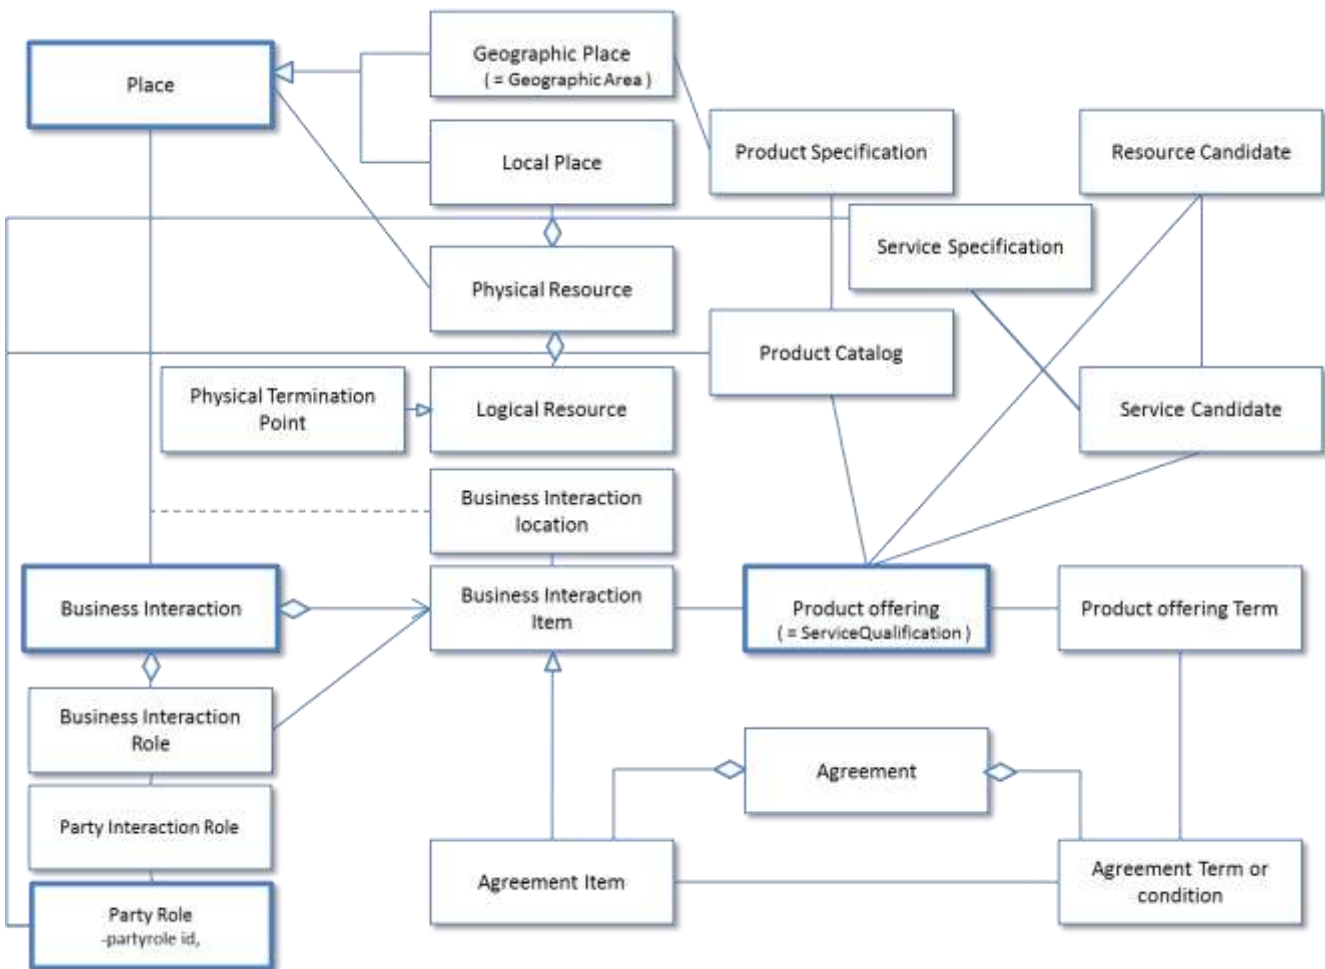 Geographic Place
( = GeographicArea )
Place
Product Specification
Resource Candidate
Local Place
Service Specification
Physical Resource
Product Catalog
Physical Termination
Point
Logical Resource
Service Candidate
Business Interaction
location
Business Interaction
Business Interaction
Item
Product offering
( = ServiceQualification )
Product offering Term
Business Interaction
Role
Agreement
Party Interaction Role
Agreement Item
Agreement Term or
condition
Party Role
-partyrole id,